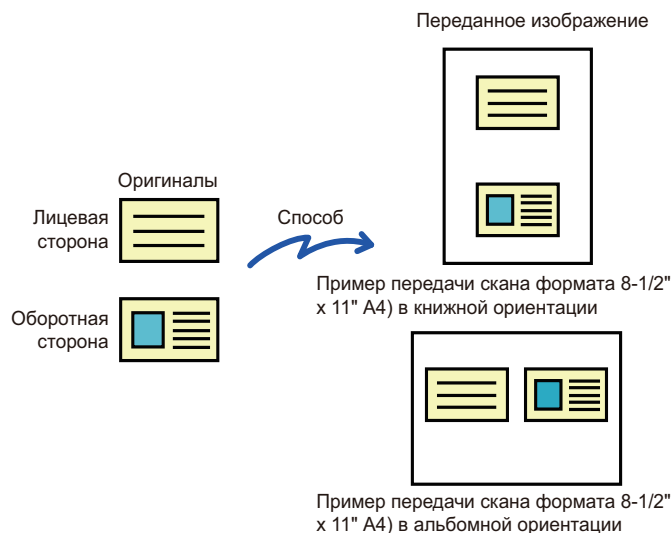 Переданное изображение
Оригиналы
Лицевая
сторона
Способ
Оборотная
сторона
Пример передачи скана формата 8-1/2"
x 11" A4) в книжной ориентации
Пример передачи скана формата 8-1/2"
x 11" A4) в альбомной ориентации